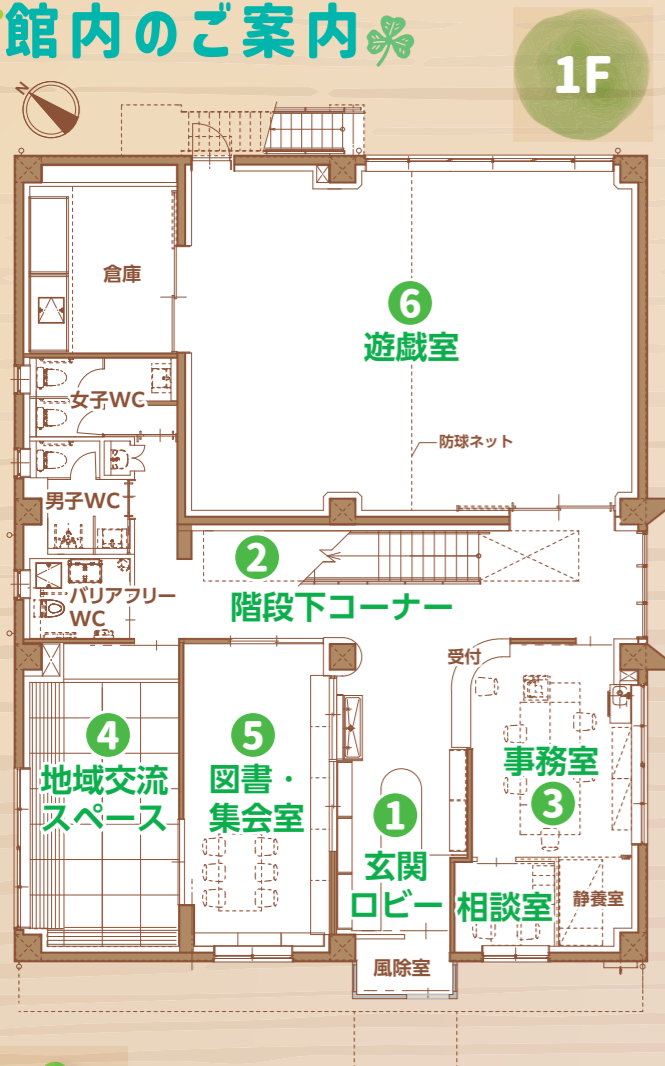 館内のご案内
1F
N
倉庫
6
遊戯室
女子WC
防球ネット
男子WC
2
階段下コーナー
バリアフリー
WC
受付
4
地域交流
スペース
5
図書・
集会室
1
玄関
ロビー
事務室
3
相談室
静養室
風除室